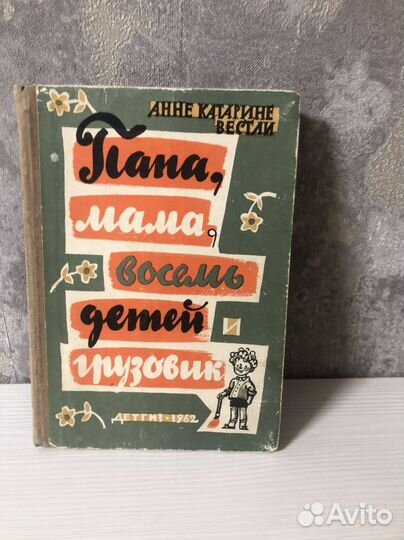 АННЕ КАТАРИНЕ
ВЕСТЛИ
Папа,
мама,
восемь
детей и
грузовик
ДЕТГИЗ · 1962
Avito